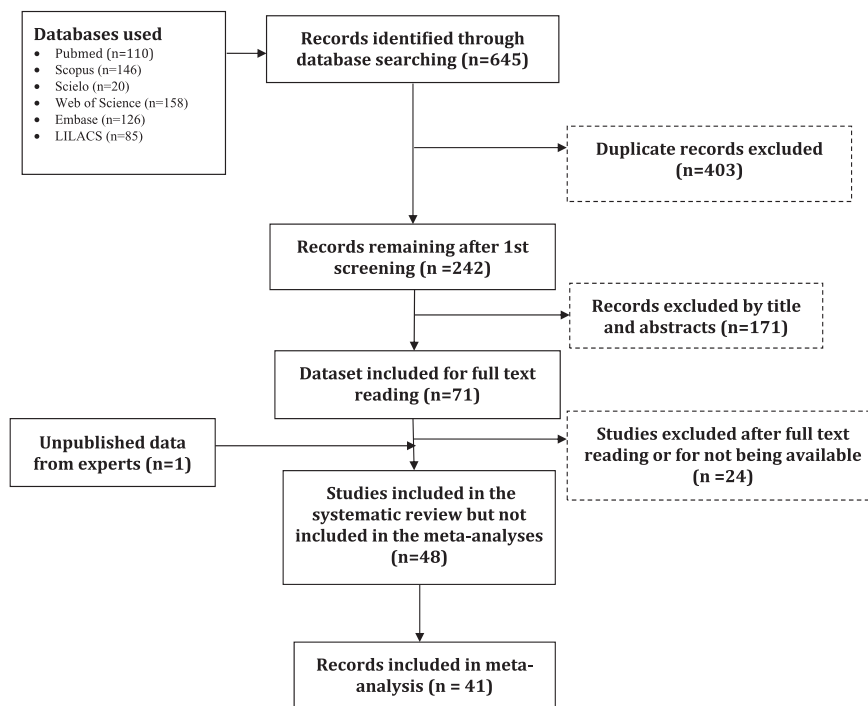 Databases used
• Pubmed (n=110)
• Scopus (n=146)
• Scielo (n=20)
• Web of Science (n=158)
• Embase (n=126)
• LILACS (n=85)
Records identified through
database searching (n=645)
Duplicate records excluded
(n=403)
Records remaining after 1st
screening (n =242)
Records excluded by title
and abstracts (n=171)
Dataset included for full text
reading (n=71)
Unpublished data
from experts (n=1)
Studies excluded after full text
reading or for not being available
(n =24)
Studies included in the
systematic review but not
included in the meta-analyses
(n=48)
Records included in meta-
analysis (n = 41)